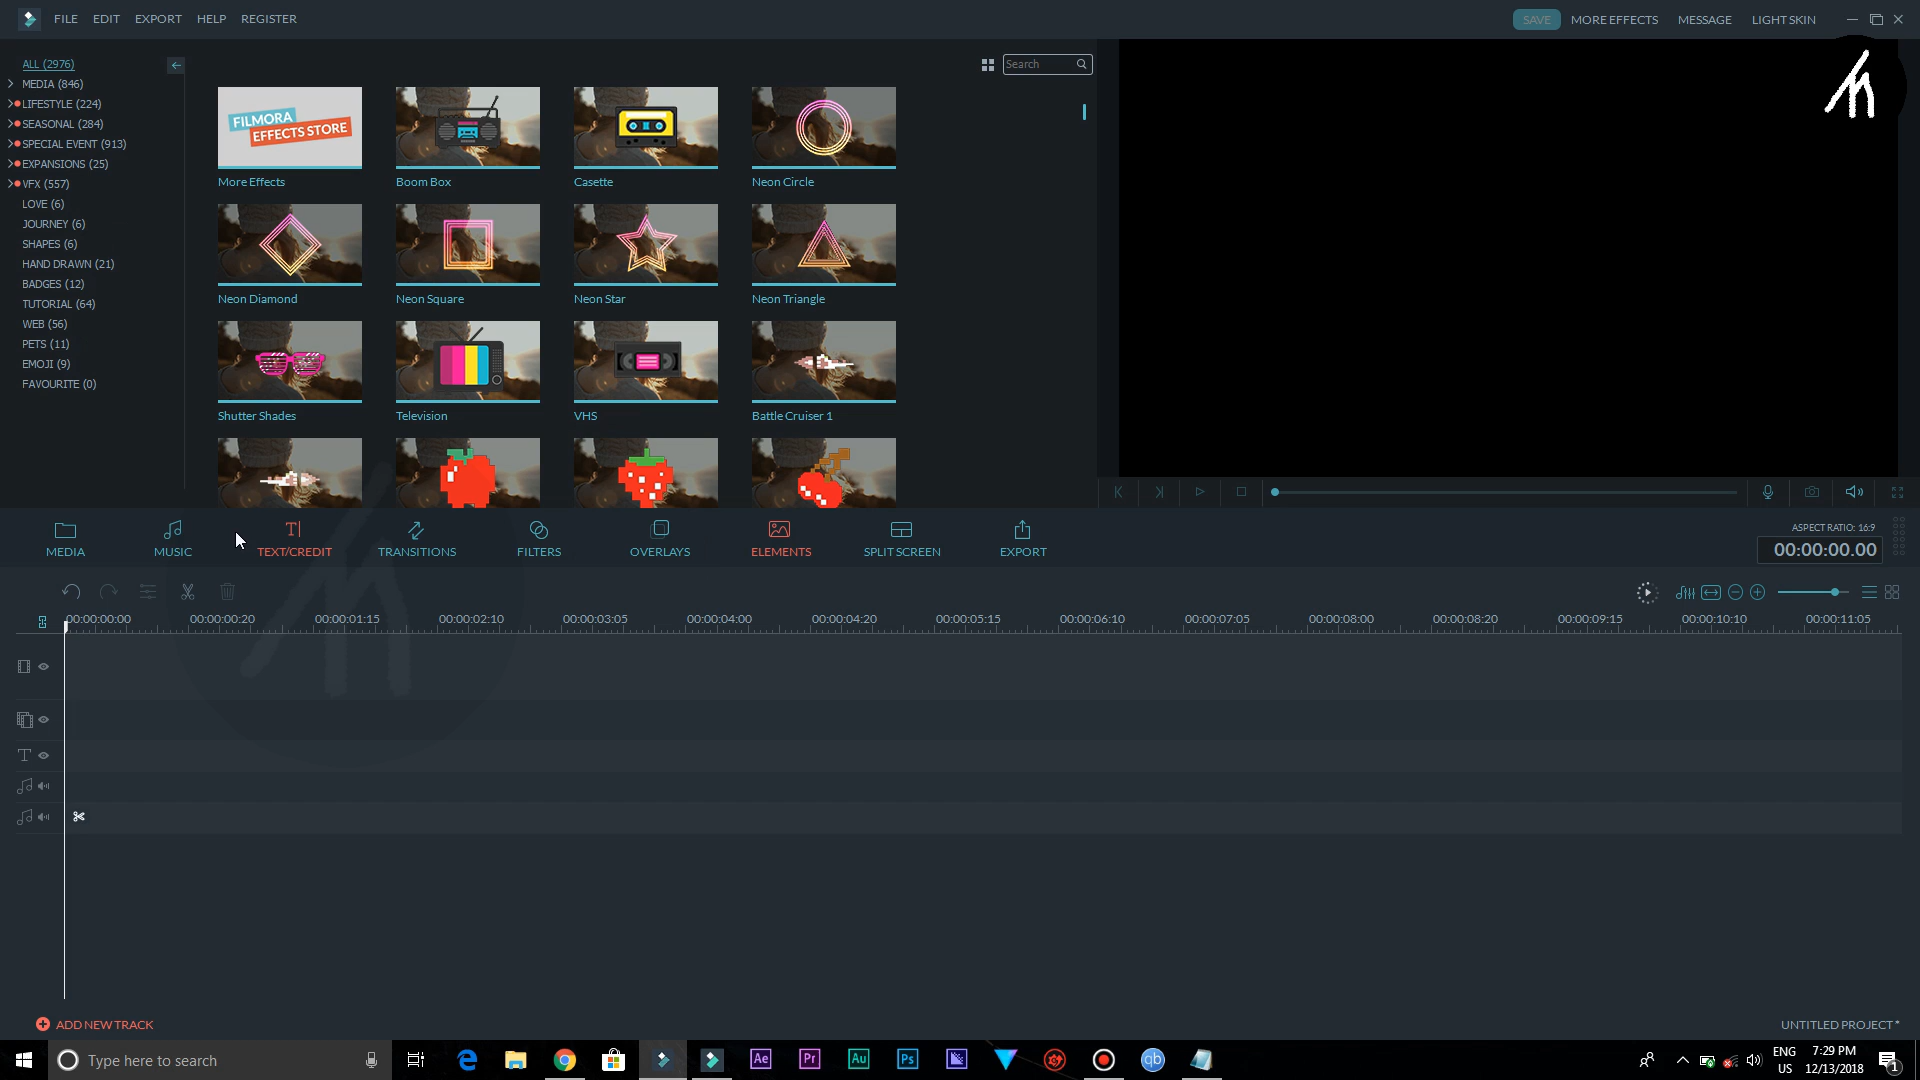 FILE EDIT EXPORT HELP REGISTER SAVE MORE EFFECTS MESSAGE LIGHT SKIN
ALL (2976)
MEDIA (846)
LIFESTYLE (224)
SEASONAL (284)
SPECIAL EVENT (913)
EXPANSIONS (25)
VFX (557)
LOVE (6)
JOURNEY (6)
SHAPES (6)
HAND DRAWN (21)
BADGES (12)
TUTORIAL (64)
WEB (56)
PETS (11)
EMOJI (9)
FAVOURITE (0)
Search
FILMORA
EFFECTS STORE
More Effects Boom Box Casette Neon Circle
Neon Diamond Neon Square Neon Star Neon Triangle
Shutter Shades Television VHS Battle Cruiser 1
MEDIA MUSIC TEXT/CREDIT TRANSITIONS FILTERS OVERLAYS ELEMENTS SPLIT SCREEN EXPORT
ASPECT RATIO: 16:9
00:00:00.00
00:00:00:00 00:00:00:20 00:00:01:15 00:00:02:10 00:00:03:05 00:00:04:00 00:00:04:20 00:00:05:15 00:00:06:10 00:00:07:05 00:00:08:00 00:00:08:20 00:00:09:15 00:00:10:10 00:00:11:05
ADD NEW TRACK
UNTITLED PROJECT*
Type here to search
Ae Pr Au Ps qb
ENG
US
7:29 PM
12/13/2018
1